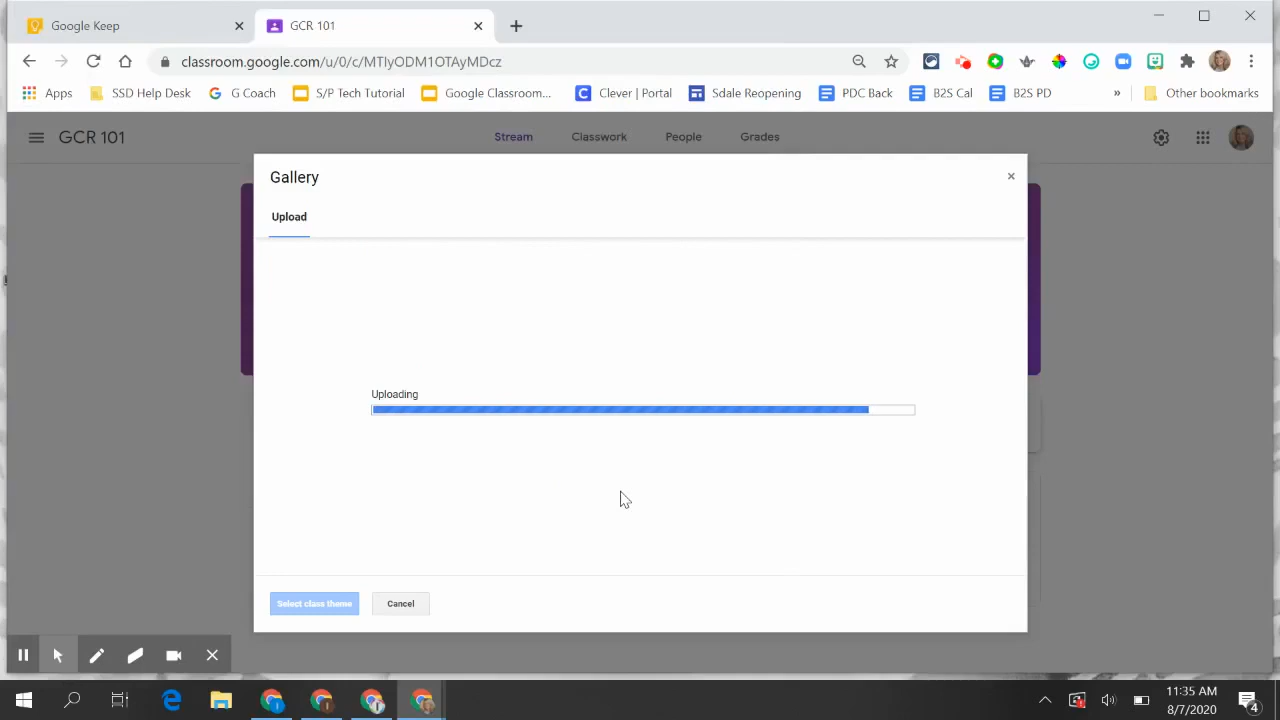 Google Keep
GCR 101
classroom.google.com/u/0/c/MTIyODM1OTAyMDcz
Apps SSD Help Desk G Coach S/P Tech Tutorial Google Classroom... Clever | Portal Sdale Reopening PDC Back B2S Cal B2S PD » Other bookmarks
GCR 101 Stream Classwork People Grades
Gallery
Upload
Uploading
Select class theme Cancel
11:35 AM
8/7/2020
4